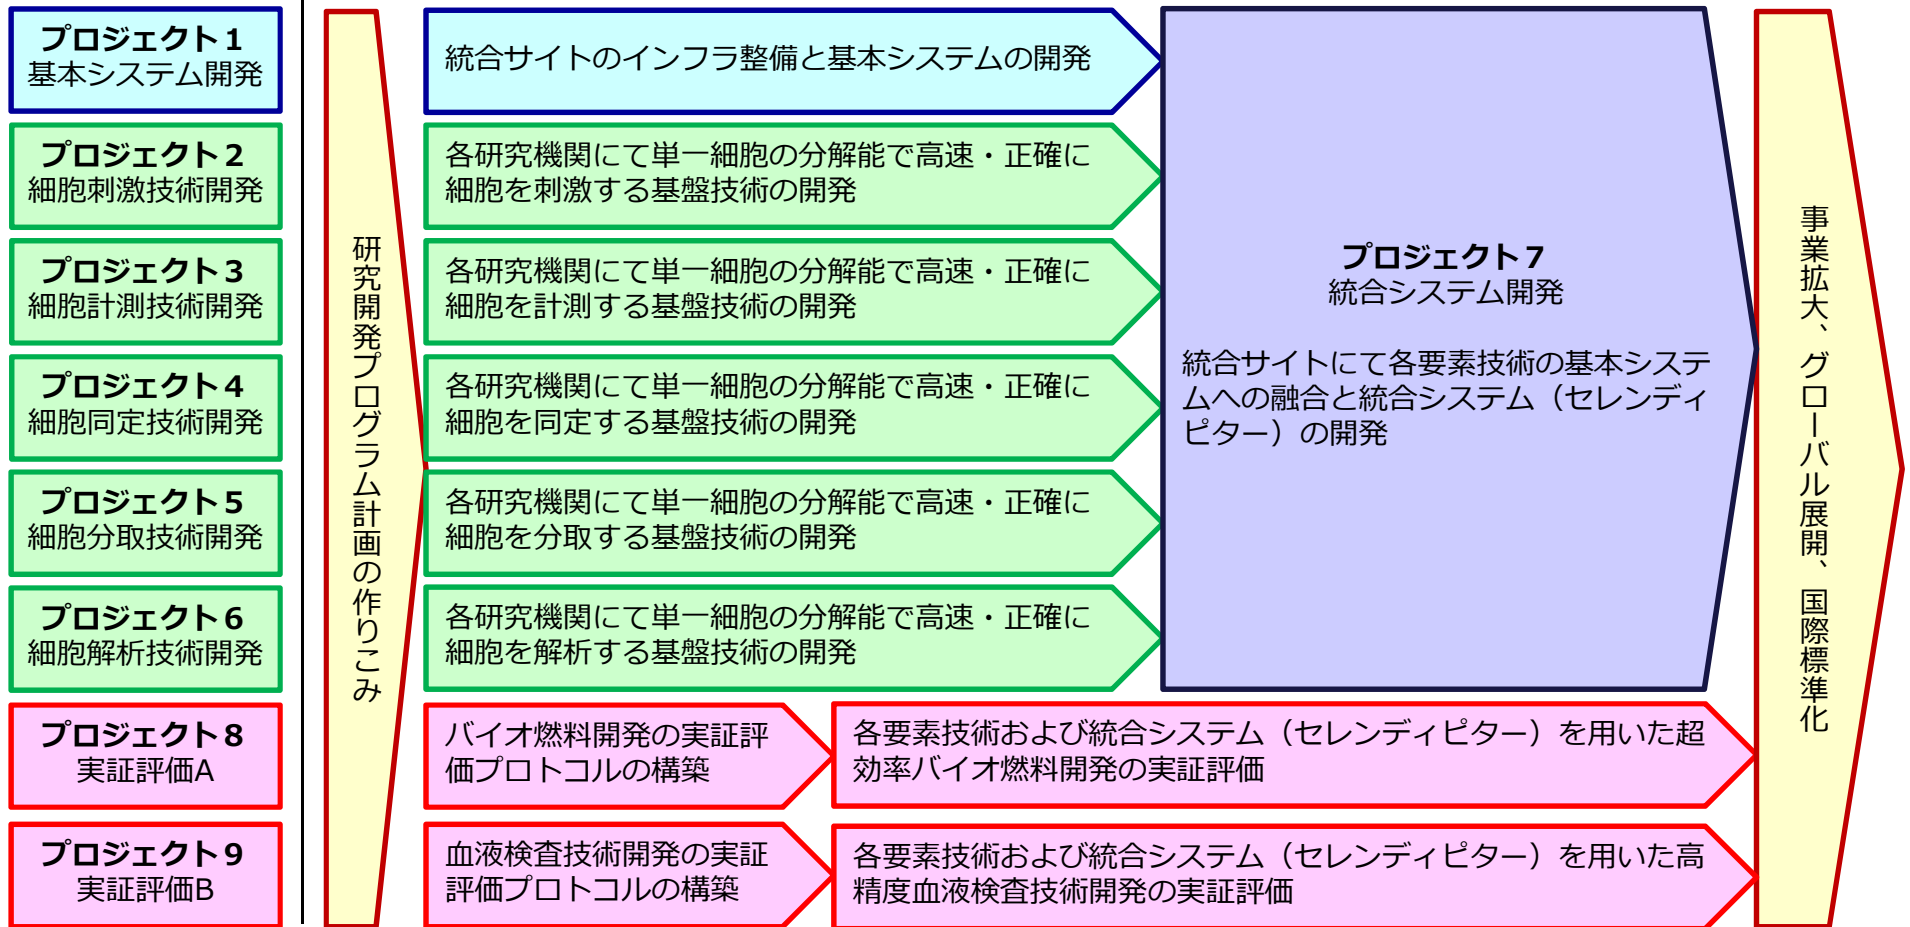 プロジェクト１
基本システム開発
プロジェクト２
細胞刺激技術開発
プロジェクト３
細胞計測技術開発
プロジェクト４
細胞同定技術開発
プロジェクト５
細胞分取技術開発
プロジェクト６
細胞解析技術開発
プロジェクト８
実証評価A
プロジェクト９
実証評価B
研究開発プログラム計画の作りこみ
統合サイトのインフラ整備と基本システムの開発
各研究機関にて単一細胞の分解能で高速・正確に
細胞を刺激する基盤技術の開発
各研究機関にて単一細胞の分解能で高速・正確に
細胞を計測する基盤技術の開発
各研究機関にて単一細胞の分解能で高速・正確に
細胞を同定する基盤技術の開発
各研究機関にて単一細胞の分解能で高速・正確に
細胞を分取する基盤技術の開発
各研究機関にて単一細胞の分解能で高速・正確に
細胞を解析する基盤技術の開発
プロジェクト７
統合システム開発
統合サイトにて各要素技術の基本システ
ムへの融合と統合システム（セレンディ
ピター）の開発
バイオ燃料開発の実証評
価プロトコルの構築
各要素技術および統合システム（セレンディピター）を用いた超
効率バイオ燃料開発の実証評価
血液検査技術開発の実証
評価プロトコルの構築
各要素技術および統合システム（セレンディピター）を用いた高
精度血液検査技術開発の実証評価
事業拡大、グローバル展開、国際標準化